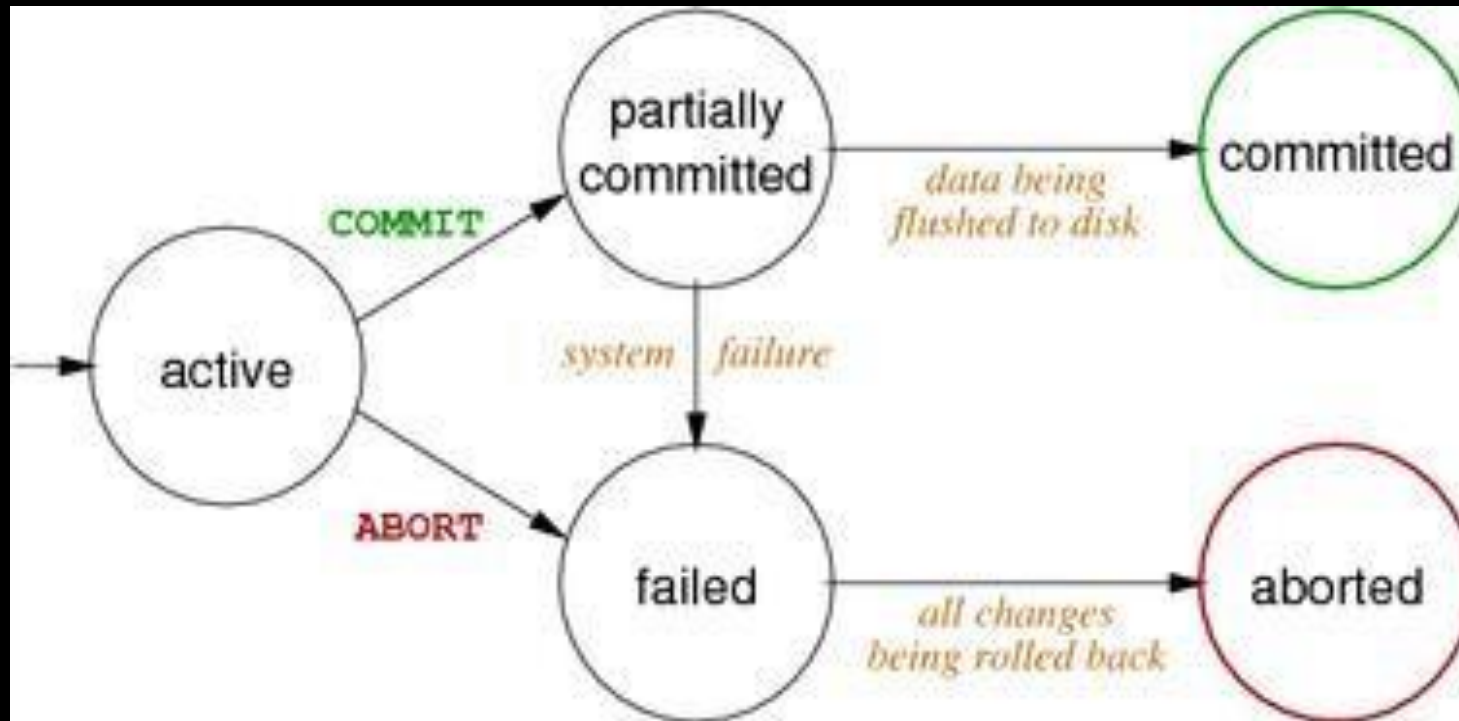 partially
committed
committed
data being
flushed to disk
COMMIT
active
system failure
ABORT
failed
aborted
all changes
being rolled back